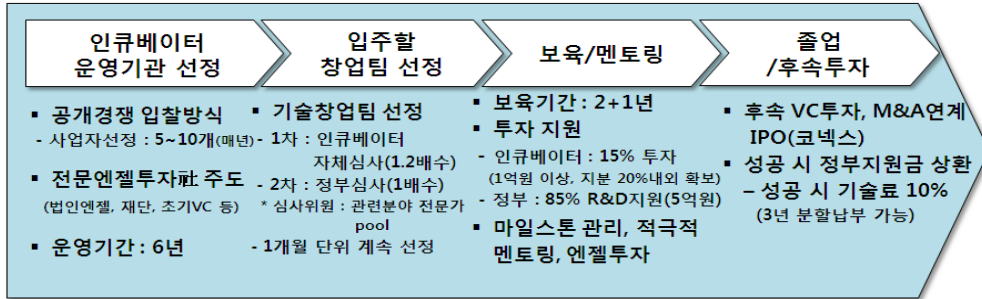 인큐베이터
운영기관 선정
▪ 공개경쟁 입찰방식
- 사업자선정 : 5~10개(매년)
▪ 전문엔젤투자社 주도
(법인엔젤, 재단, 초기VC 등)
▪ 운영기간 : 6년
입주할
창업팀 선정
▪ 기술창업팀 선정
- 1차 : 인큐베이터
자체심사(1.2배수)
- 2차 : 정부심사(1배수)
* 심사위원 : 관련분야 전문가
pool
- 1개월 단위 계속 선정
보육/멘토링
▪ 보육기간 : 2+1년
▪ 투자 지원
- 인큐베이터 : 15% 투자
(1억원 이상, 지분 20%내외 확보)
- 정부 : 85% R&D지원(5억원)
▪ 마일스톤 관리, 적극적
멘토링, 엔젤투자
졸업
/후속투자
▪ 후속 VC투자, M&A연계
IPO(코넥스)
▪ 성공 시 정부지원금 상환
– 성공 시 기술료 10%
(3년 분할납부 가능)